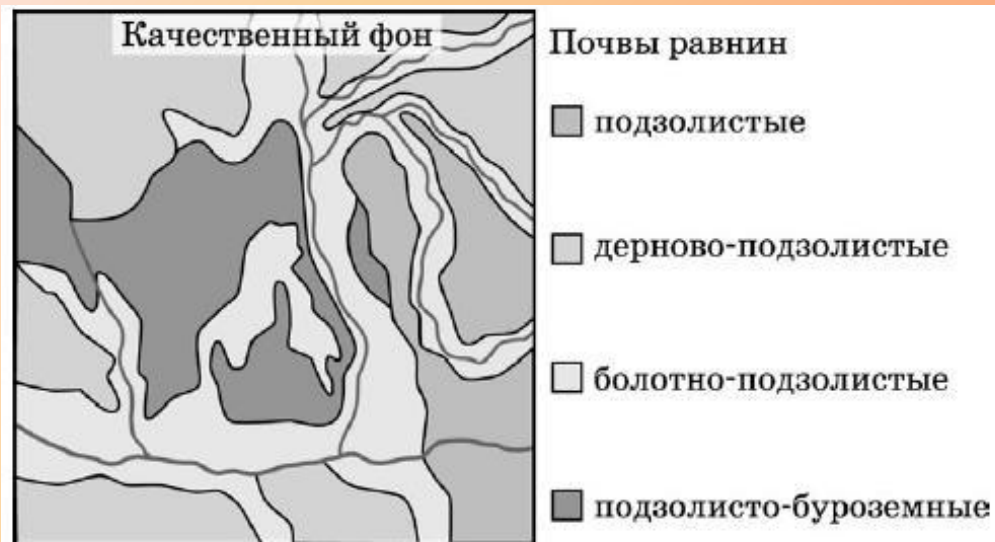 Качественный фон
Почвы равнин
подзолистые
дерново-подзолистые
болотно-подзолистые
подзолисто-буроземные